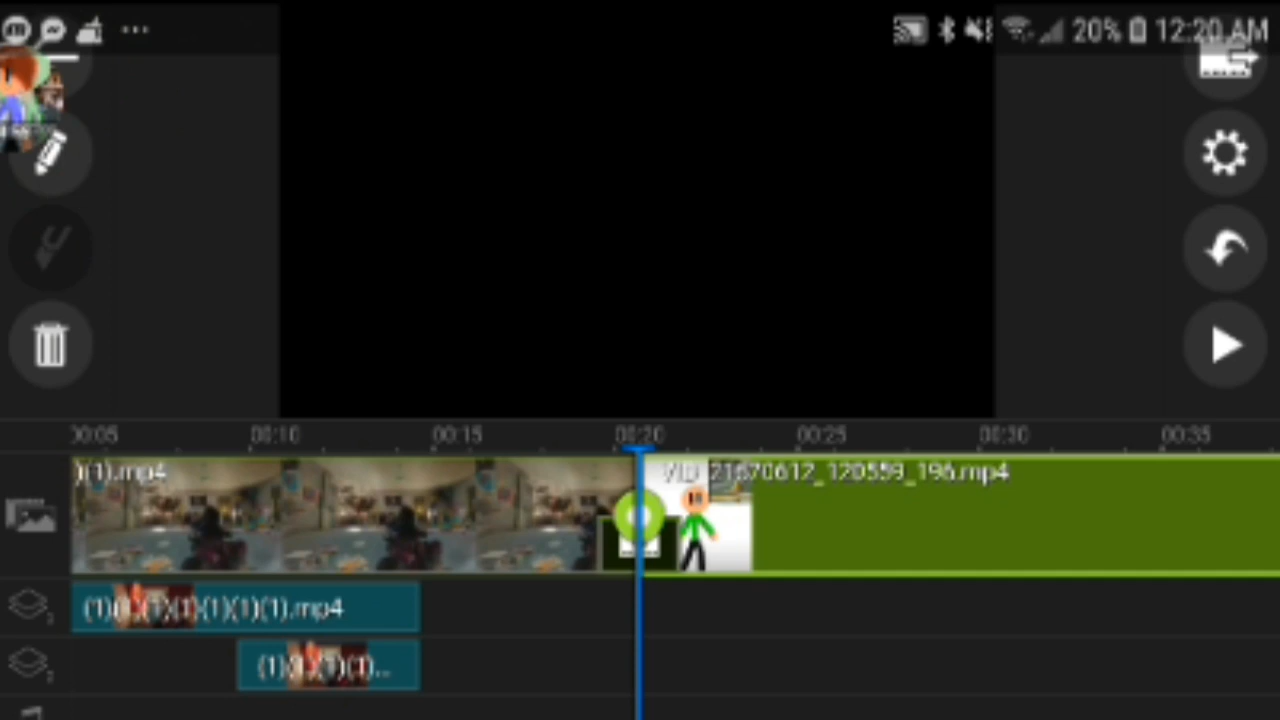 20% 12:20 AM
00:05 00:10 00:15 00:20 00:25 00:30 00:35
)(1).mp4 VID_21670612_120559_196.mp4
(1)(1)(1)(1)(1)(1)(1).mp4
(1)(1)(1)(1)...